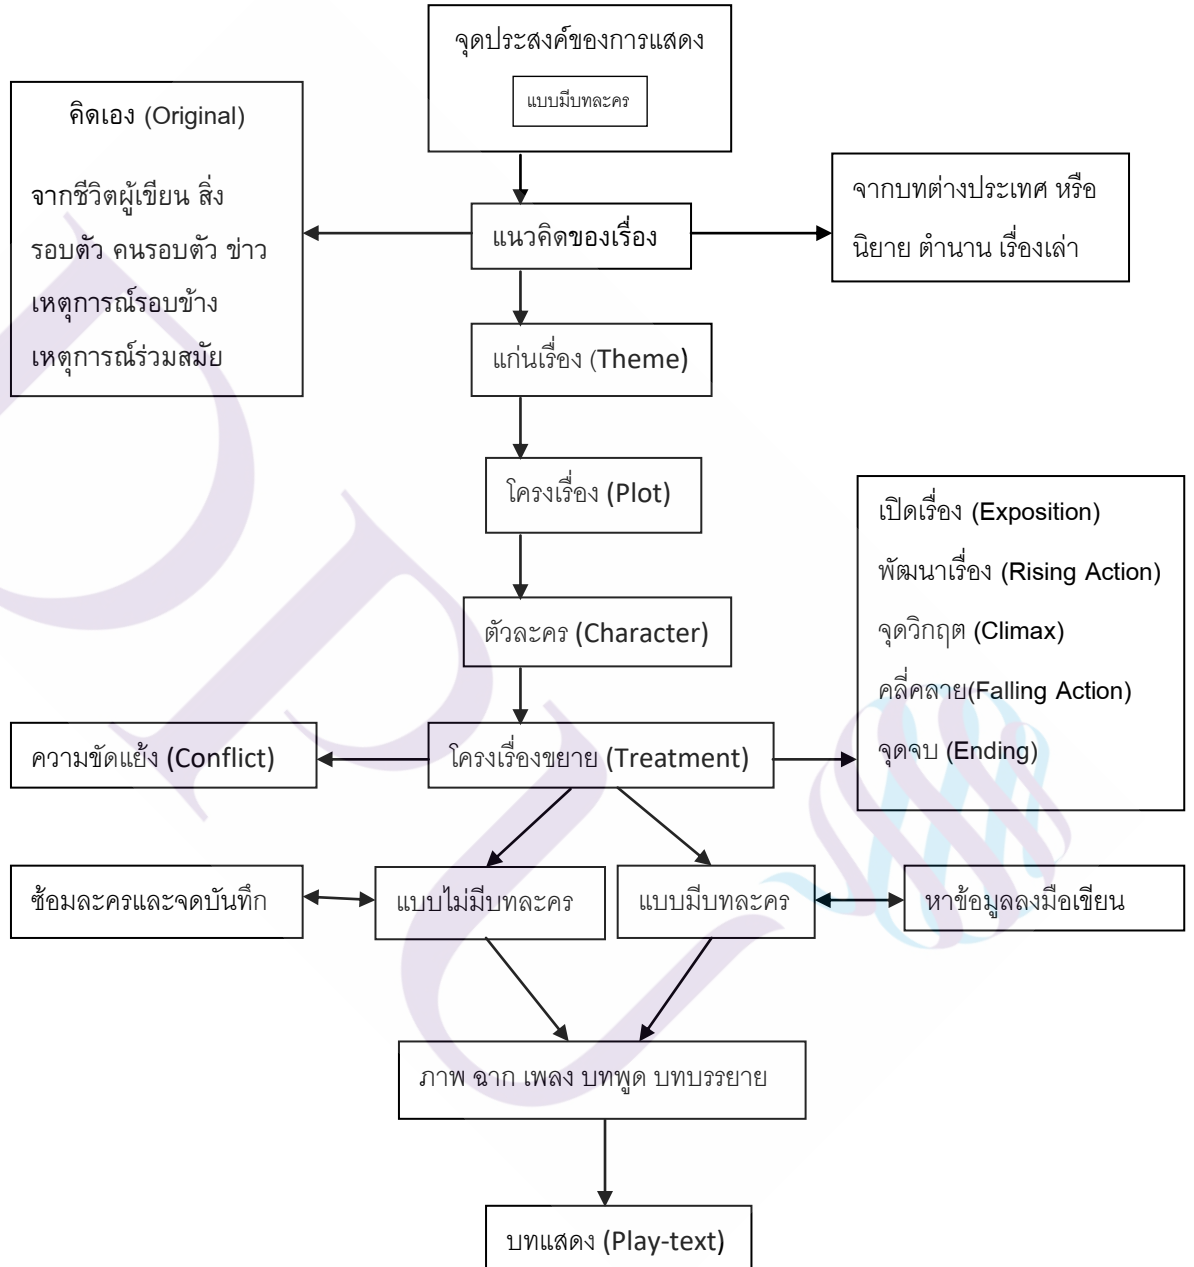 จุดประสงค์ของการแสดง
แบบมีบทละคร
คิดเอง (Original)
จากชีวิตผู้เขียน สิ่ง
รอบตัว คนรอบตัว ข่าว
เหตุการณ์รอบข้าง
เหตุการณ์ร่วมสมัย
แนวคิดของเรื่อง
จากบทต่างประเทศ หรือ
นิยาย ตำนาน เรื่องเล่า
แก่นเรื่อง (Theme)
โครงเรื่อง (Plot)
ตัวละคร (Character)
เปิดเรื่อง (Exposition)
พัฒนาเรื่อง (Rising Action)
จุดวิกฤต (Climax)
คลี่คลาย(Falling Action)
จุดจบ (Ending)
ความขัดแย้ง (Conflict)
โครงเรื่องขยาย (Treatment)
ซ้อมละครและจดบันทึก
แบบไม่มีบทละคร
แบบมีบทละคร
หาข้อมูลลงมือเขียน
ภาพ ฉาก เพลง บทพูด บทบรรยาย
บทแสดง (Play-text)
DPU